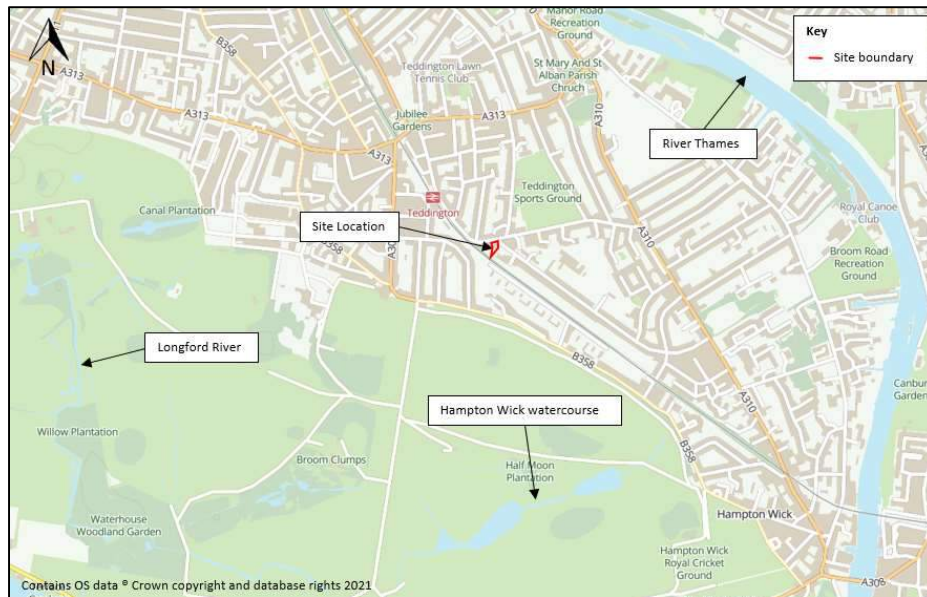 Manor Road
Recreation
Ground
Key
Site boundary
N
B358
A313
Teddington Lawn
Tennis Club
St Mary And St
Alban Parish
Chruch
A310
Jubilee
Gardens
A313
A313
A313
River Thames
Canal Plantation
Teddington
Teddington
Sports Ground
Royal Canoe
Club
Site Location
B358
A310
Broom Road
Recreation
Ground
Longford River
B358
Hampton Wick watercourse
A310
Willow Plantation
Broom Clumps
Half Moon
Plantation
B358
Waterhouse
Woodland Garden
Hampton Wick
Hampton Wick
Royal Cricket
Ground
A308
Contains OS data © Crown copyright and database rights 2021